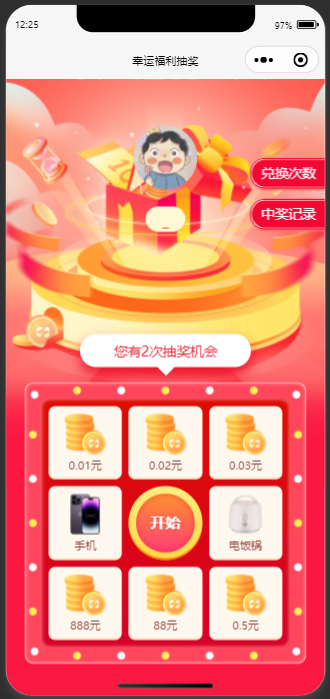 12:25
97%
幸运福利抽奖
兑换次数
中奖记录
您有2次抽奖机会
0.01元
0.02元
0.03元
手机
开始
电饭锅
888元
88元
0.5元